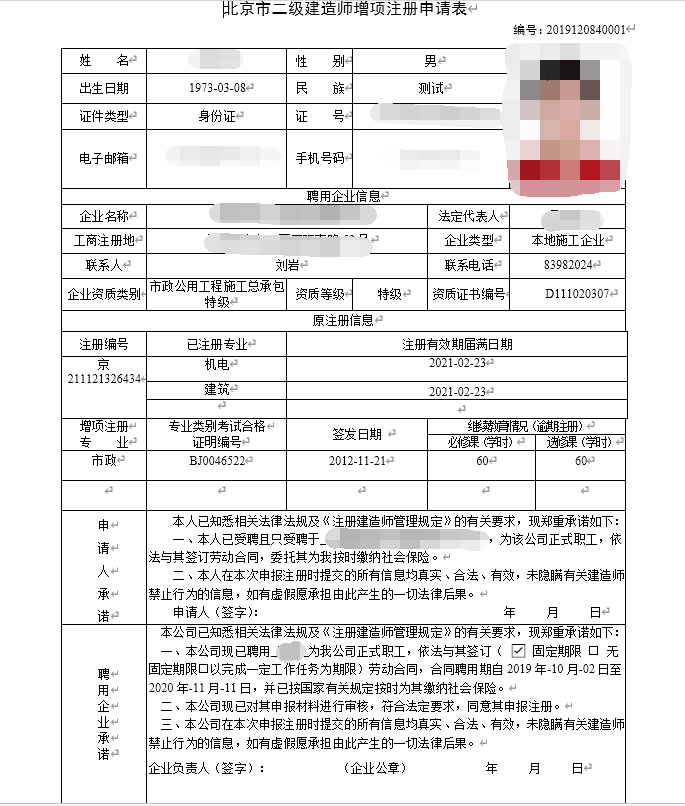 北京市二级建造师增项注册申请表
编号: 2019120840001
姓 名 性 别 男
出生日期 1973-03-08 民 族 测试
证件类型 身份证 证 号
电子邮箱 手机号码
聘用企业信息
企业名称 法定代表人
工商注册地 企业类型 本地施工企业
联系人 刘岩 联系电话 83982024
企业资质类别 市政公用工程施工总承包特级 资质等级 特级 资质证书编号 D111020307
原注册信息
注册编号 已注册专业 注册有效期届满日期
京211121326434 机电 2021-02-23
建筑 2021-02-23
增项注册专 业 专业类别考试合格证明编号 签发日期 继续教育情况（逾期注册）
必修课（学时） 选修课（学时）
市政 BJ0046522 2012-11-21 60 60
申请人承诺
本人已知悉相关法律法规及《注册建造师管理规定》的有关要求，现郑重承诺如下：
一、本人已受聘且只受聘于 ，为该公司正式职工，依
法与其签订劳动合同，委托其为我按时缴纳社会保险。
二、本人在本次申报注册时提交的所有信息均真实、合法、有效，未隐瞒有关建造师
禁止行为的信息，如有虚假愿承担由此产生的一切法律后果。
申请人（签字）： 年 月 日
聘用企业承诺
本公司已知悉相关法律法规及《注册建造师管理规定》的有关要求，现郑重承诺如下：
一、本公司现已聘用 为我公司正式职工，依法与其签订（ ☑ 固定期限 □ 无
固定期限□以完成一定工作任务为期限）劳动合同，合同聘用期自 2019 年-10 月-02 日至
2020 年-11 月-11 日，并已按国家有关规定按时为其缴纳社会保险。
二、本公司现已对其申报材料进行审核，符合法定要求，同意其申报注册。
三、本公司在本次申报注册时提交的所有信息均真实、合法、有效，未隐瞒有关建造师
禁止行为的信息，如有虚假愿承担由此产生的一切法律后果。
企业负责人（签字）： （企业公章） 年 月 日